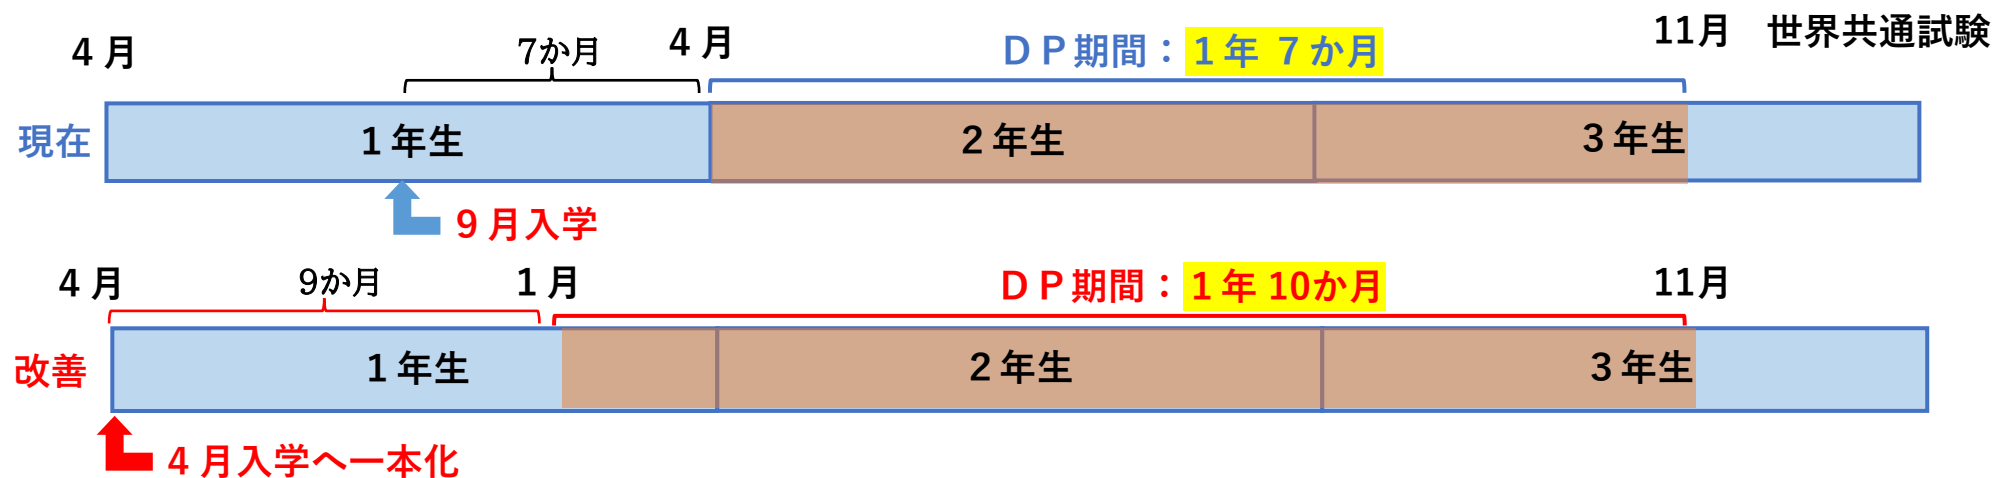 4月 7か月 4月 DP期間：1年 7か月 11月 世界共通試験
現在 1年生 2年生 3年生
9月入学
4月 9か月 1月 DP期間：1年 10か月 11月
改善 1年生 2年生 3年生
4月入学へ一本化